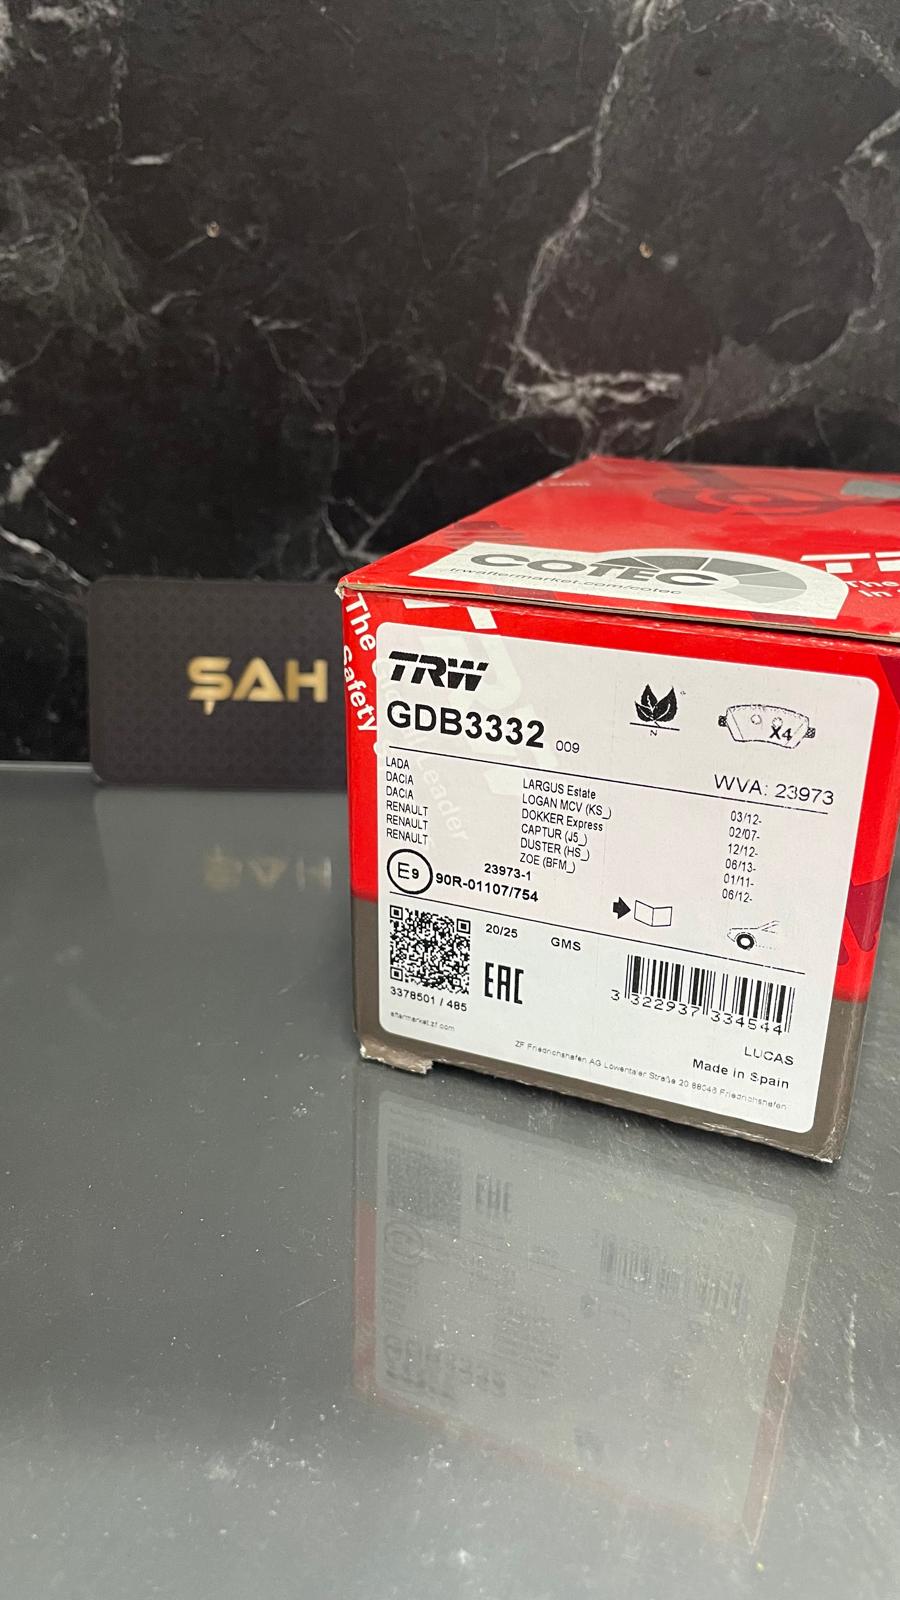 COTEC
trwaftermarket.com/cotec
ŞAH
The
Safety
Leader
TRW
GDB3332 009
N
X4
WVA: 23973
LADA LARGUS Estate 03/12-
DACIA LOGAN MCV (KS_) 02/07-
DACIA DOKKER Express 12/12-
RENAULT CAPTUR (J5_) 06/13-
RENAULT DUSTER (HS_) 01/11-
RENAULT ZOE (BFM_) 06/12-
E9
23973-1
90R-01107/754
20/25 GMS
EAC
3378501 / 485
aftermarket.zf.com
3 322937 334544
LUCAS
Made in Spain
ZF Friedrichshafen AG Löwentaler Straße 20 88046 Friedrichshafen